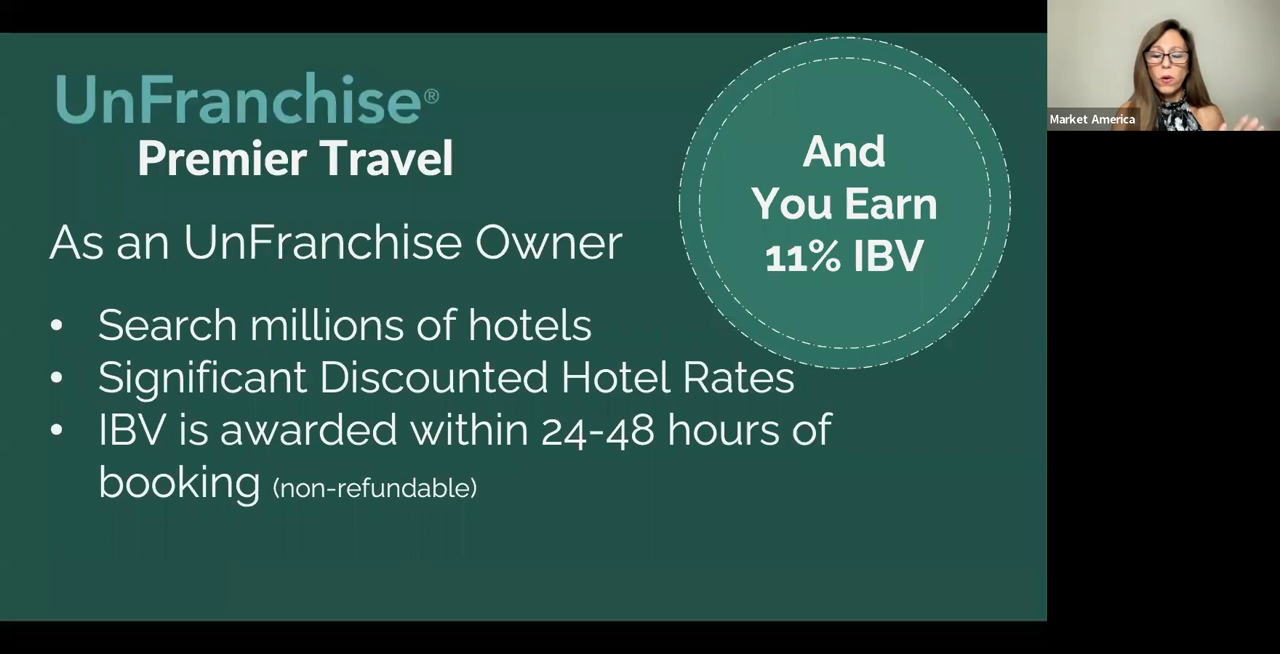 UnFranchise®
Premier Travel
As an UnFranchise Owner
• Search millions of hotels
• Significant Discounted Hotel Rates
• IBV is awarded within 24-48 hours of
booking (non-refundable)
And
You Earn
11% IBV
Market America